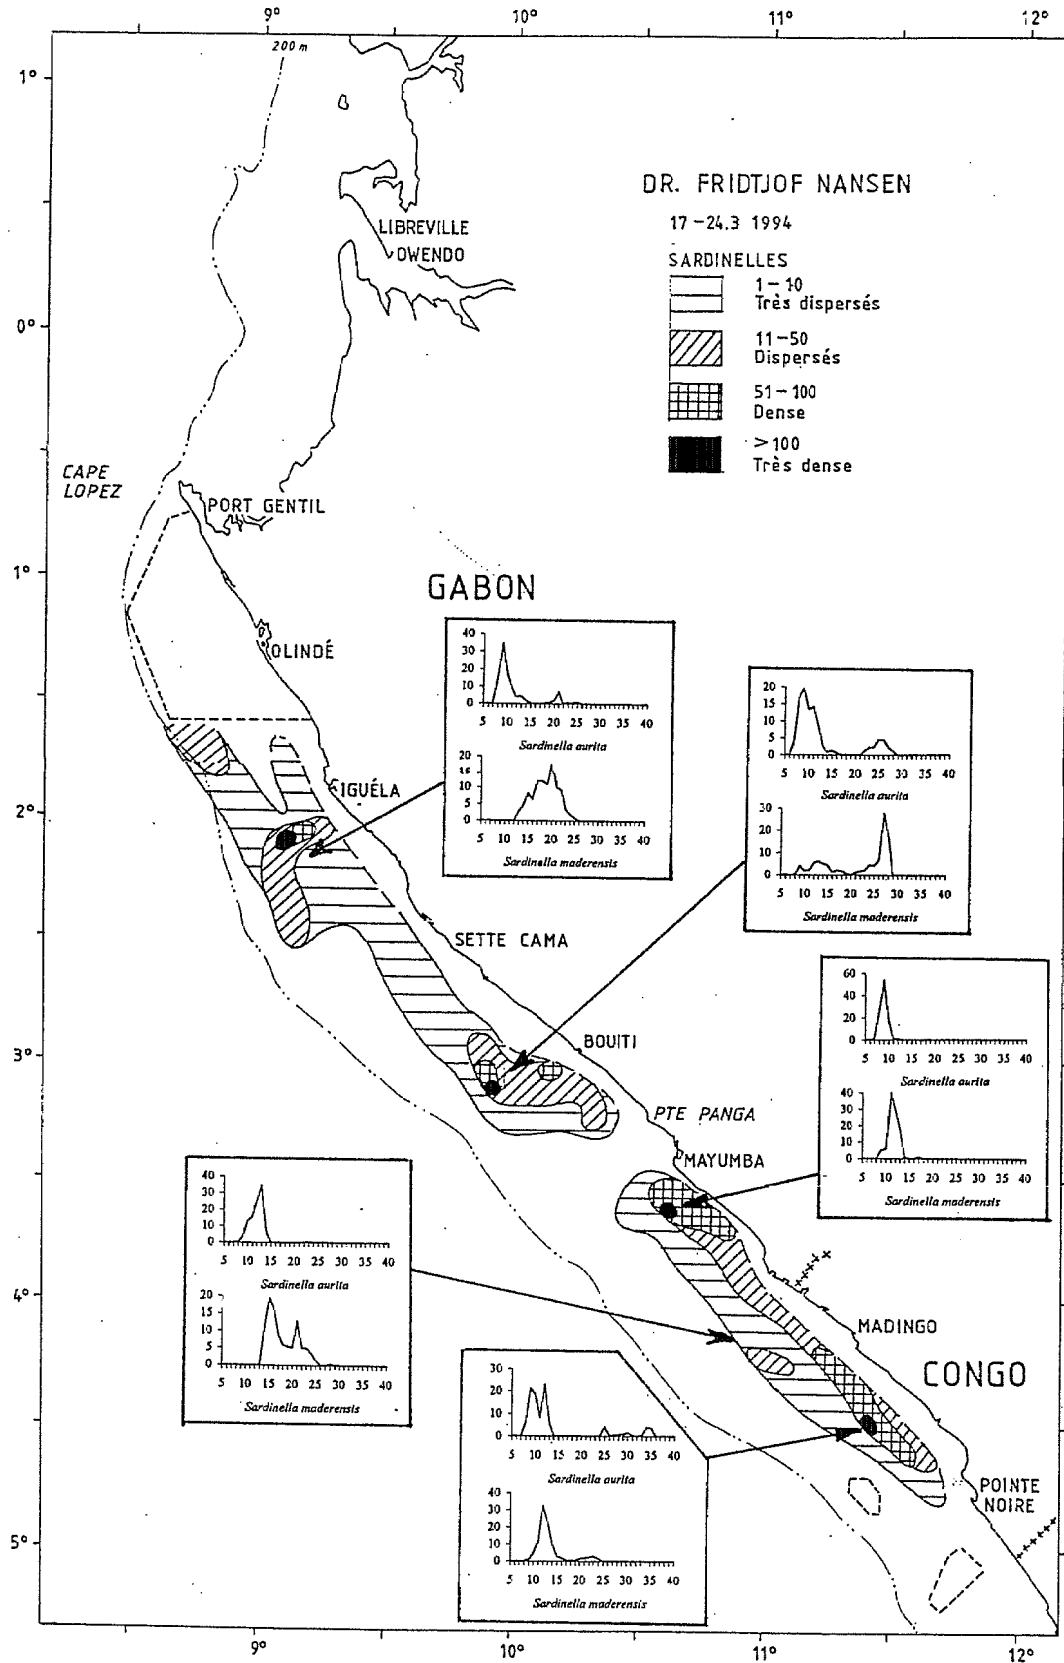 9° 10° 11° 12°
200 m
1°
DR. FRIDTJOF NANSEN
17 – 24.3 1994
SARDINELLES
1 – 10
Très dispersés
11 – 50
Dispersés
51 – 100
Dense
>100
Très dense
LIBREVILLE
OWENDO
0°
CAPE
LOPEZ
PORT GENTIL
1°
GABON
OLINDÉ
40
30
20
10
0
5 10 15 20 25 30 35 40
Sardinella aurita
20
15
10
5
0
5 10 15 20 25 30 35 40
Sardinella maderensis
20
15
10
5
0
5 10 15 20 25 30 35 40
Sardinella aurita
30
20
10
0
5 10 15 20 25 30 35 40
Sardinella maderensis
IGUÉLA
2°
SETTE CAMA
60
40
20
0
5 10 15 20 25 30 35 40
Sardinella aurita
40
30
20
10
0
5 10 15 20 25 30 35 40
Sardinella maderensis
3°
BOUITI
PTE PANGA
MAYUMBA
40
30
20
10
0
5 10 15 20 25 30 35 40
Sardinella aurita
20
15
10
5
0
5 10 15 20 25 30 35 40
Sardinella maderensis
4°
MADINGO
CONGO
30
20
10
0
5 10 15 20 25 30 35 40
Sardinella aurita
40
30
20
10
0
5 10 15 20 25 30 35 40
Sardinella maderensis
POINTE
NOIRE
5°
9° 10° 11° 12°